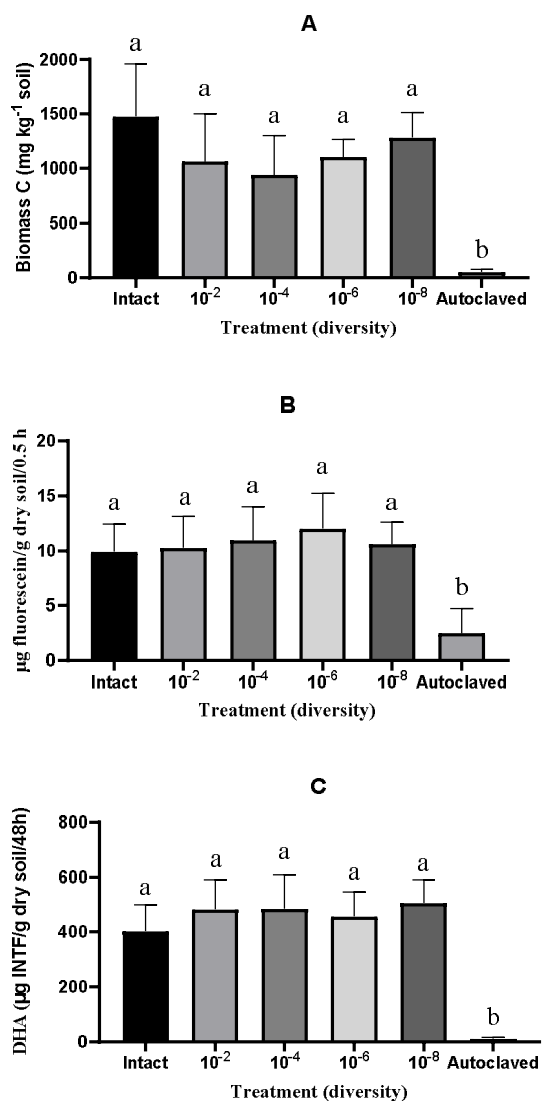 A
Biomass C (mg kg⁻¹ soil)
2000
1500
1000
500
0
a
a
a
a
a
b
Intact
10⁻²
10⁻⁴
10⁻⁶
10⁻⁸
Autoclaved
Treatment (diversity)
B
µg fluorescein/g dry soil/0.5 h
20
15
10
5
0
a
a
a
a
a
b
Intact
10⁻²
10⁻⁴
10⁻⁶
10⁻⁸
Autoclaved
Treatment (diversity)
C
DHA (µg INTF/g dry soil/48h)
800
600
400
200
0
a
a
a
a
a
b
Intact
10⁻²
10⁻⁴
10⁻⁶
10⁻⁸
Autoclaved
Treatment (diversity)